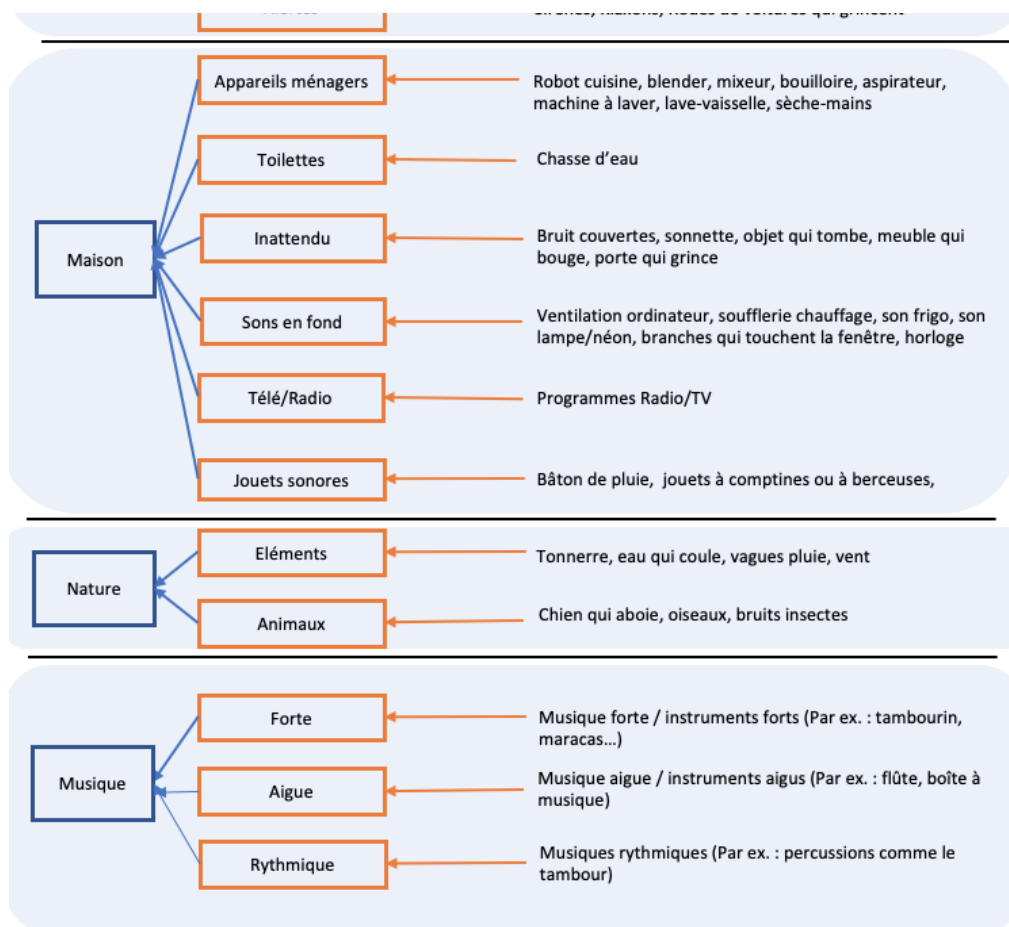 Appareils ménagers
Robot cuisine, blender, mixeur, bouilloire, aspirateur,
machine à laver, lave-vaisselle, sèche-mains
Toilettes
Chasse d’eau
Inattendu
Bruit couvertes, sonnette, objet qui tombe, meuble qui
bouge, porte qui grince
Maison
Sons en fond
Ventilation ordinateur, soufflerie chauffage, son frigo, son
lampe/néon, branches qui touchent la fenêtre, horloge
Télé/Radio
Programmes Radio/TV
Jouets sonores
Bâton de pluie, jouets à comptines ou à berceuses,
Eléments
Tonnerre, eau qui coule, vagues pluie, vent
Nature
Animaux
Chien qui aboie, oiseaux, bruits insectes
Forte
Musique forte / instruments forts (Par ex. : tambourin,
maracas…)
Musique
Aigue
Musique aigue / instruments aigus (Par ex. : flûte, boîte à
musique)
Rythmique
Musiques rythmiques (Par ex. : percussions comme le
tambour)